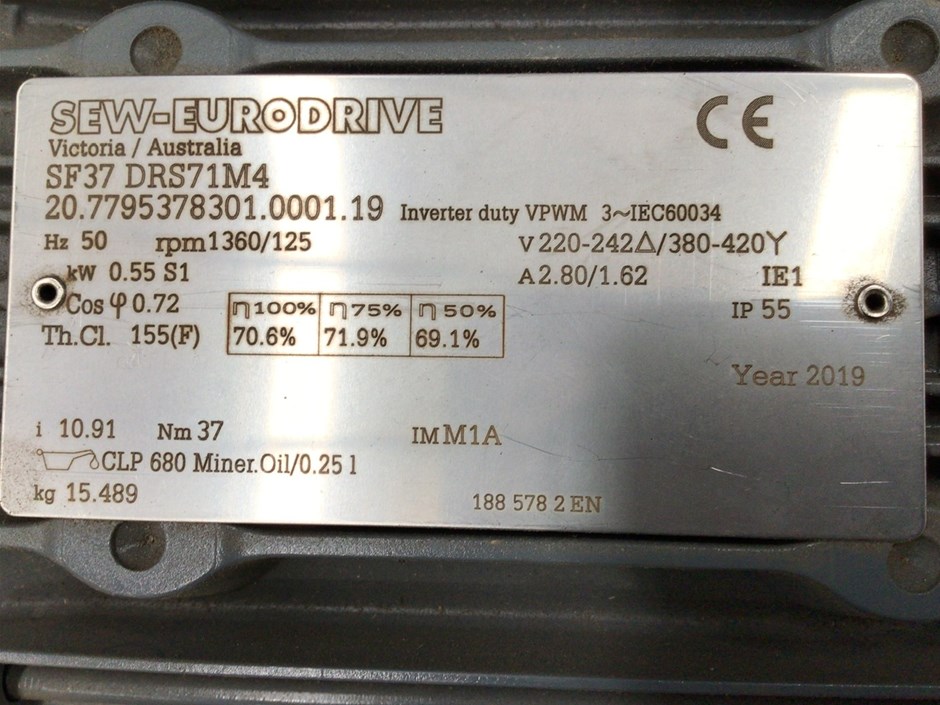 SEW-EURODRIVE CE
Victoria / Australia
SF37 DRS71M4
20.7795378301.0001.19 Inverter duty VPWM 3~IEC60034
Hz 50 rpm 1360/125 V 220-242△/380-420Y
kW 0.55 S1 A 2.80/1.62 IE1
Cos φ 0.72 η100% η75% η50% IP 55
Th.Cl. 155(F) 70.6% 71.9% 69.1%
Year 2019
i 10.91 Nm 37 IM M1A
CLP 680 Miner.Oil/0.25 l
kg 15.489 188 578 2 EN